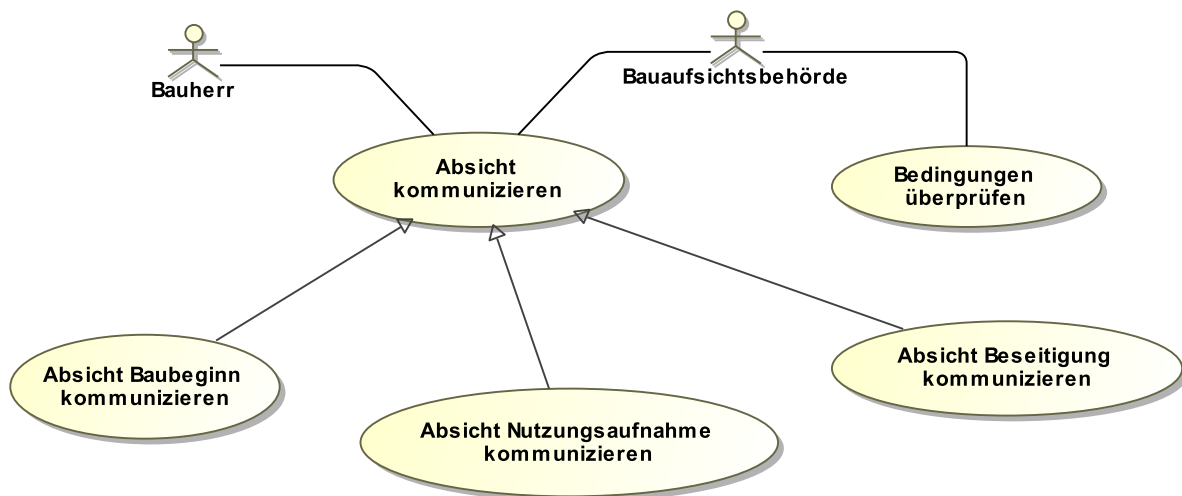 Bauherr
Bauaufsichtsbehörde
Absicht
kommunizieren
Bedingungen
überprüfen
Absicht Baubeginn
kommunizieren
Absicht Nutzungsaufnahme
kommunizieren
Absicht Beseitigung
kommunizieren